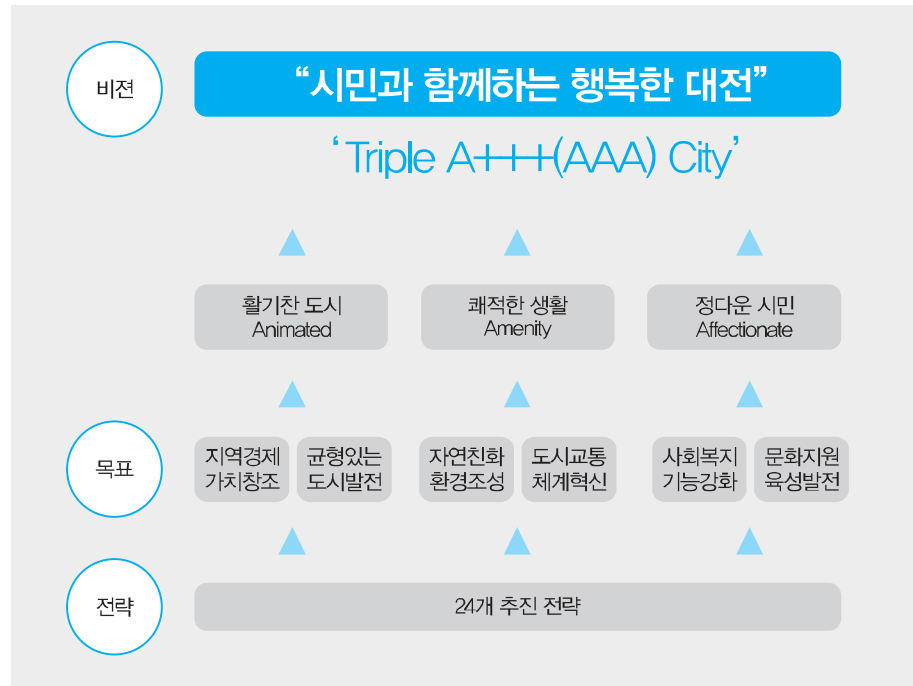 비젼
“시민과 함께하는 행복한 대전”
‘Triple A+++(AAA) City’
활기찬 도시
Animated
쾌적한 생활
Amenity
정다운 시민
Affectionate
목표
지역경제
가치창조
균형있는
도시발전
자연친화
환경조성
도시교통
체계혁신
사회복지
기능강화
문화지원
육성발전
전략
24개 추진 전략